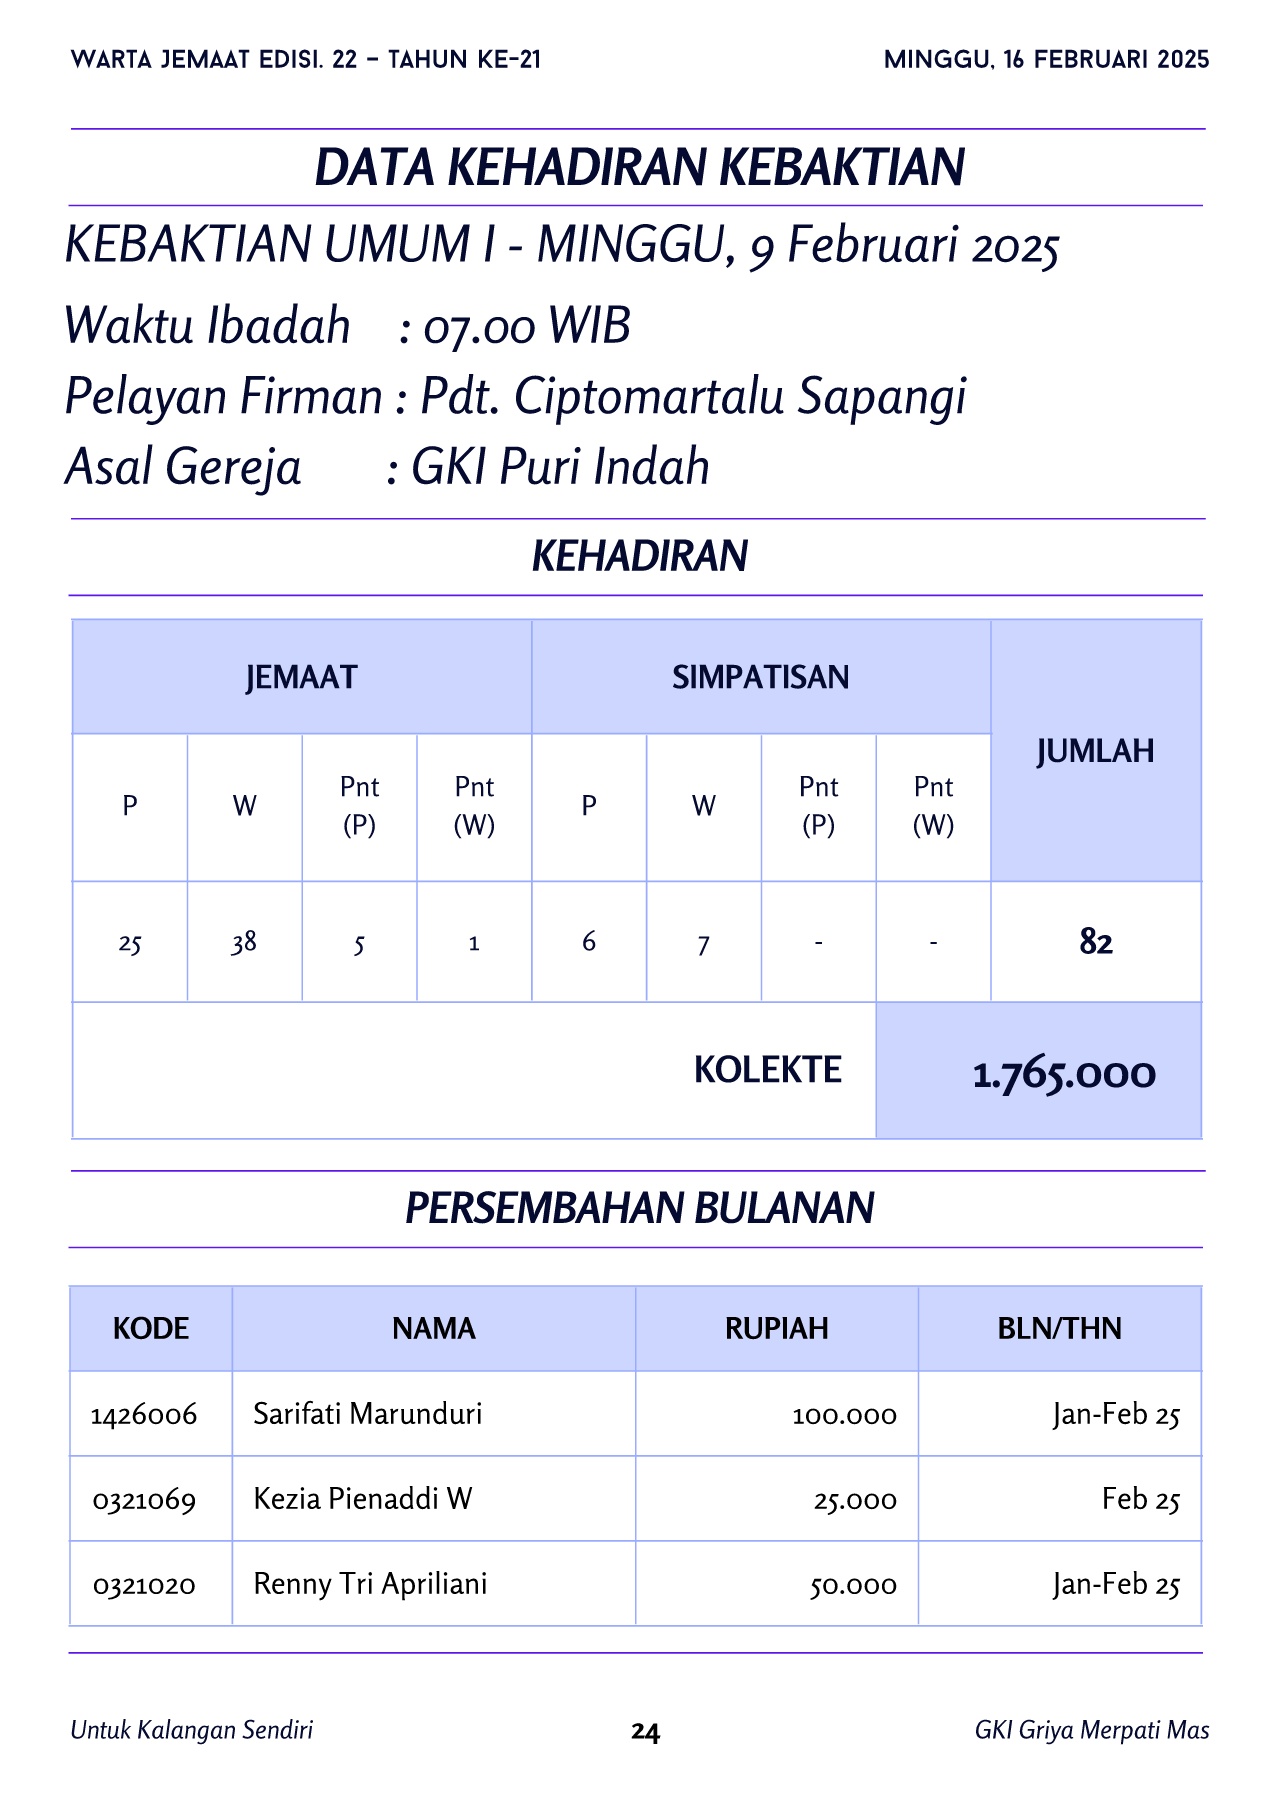 WARTA JEMAAT EDISI. 22 – TAHUN KE-21 MINGGU, 16 FEBRUARI 2025
DATA KEHADIRAN KEBAKTIAN
KEBAKTIAN UMUM I - MINGGU, 9 Februari 2025
Waktu Ibadah : 07.00 WIB
Pelayan Firman : Pdt. Ciptomartalu Sapangi
Asal Gereja : GKI Puri Indah
KEHADIRAN
JEMAAT SIMPATISAN JUMLAH
P W Pnt (P) Pnt (W) P W Pnt (P) Pnt (W)
25 38 5 1 6 7 - - 82
KOLEKTE 1.765.000
PERSEMBAHAN BULANAN
KODE NAMA RUPIAH BLN/THN
1426006 Sarifati Marunduri 100.000 Jan-Feb 25
0321069 Kezia Pienaddi W 25.000 Feb 25
0321020 Renny Tri Apriliani 50.000 Jan-Feb 25
Untuk Kalangan Sendiri 24 GKI Griya Merpati Mas